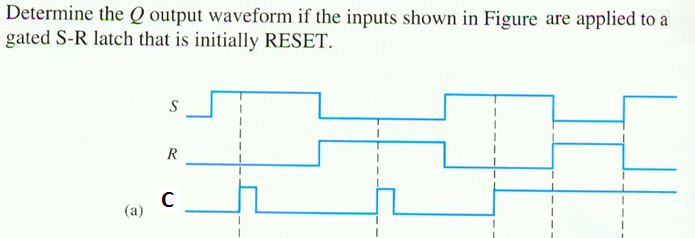 Determine the Q output waveform if the inputs shown in Figure are applied to a
gated S-R latch that is initially RESET.
S
R
C
(a)